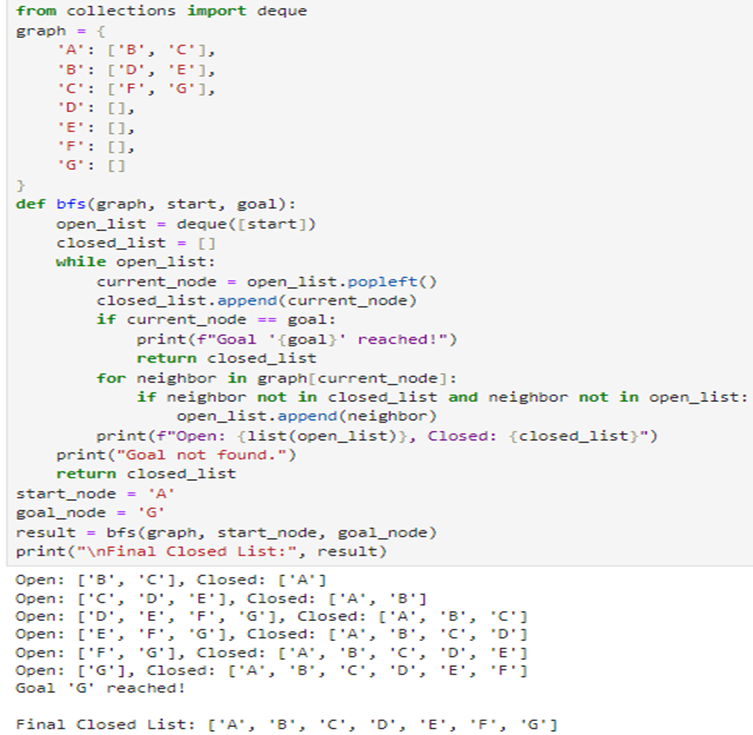 from collections import deque
graph = {
    'A': ['B', 'C'],
    'B': ['D', 'E'],
    'C': ['F', 'G'],
    'D': [],
    'E': [],
    'F': [],
    'G': []
}
def bfs(graph, start, goal):
    open_list = deque([start])
    closed_list = []
    while open_list:
        current_node = open_list.popleft()
        closed_list.append(current_node)
        if current_node == goal:
            print(f"Goal '{goal}' reached!")
            return closed_list
        for neighbor in graph[current_node]:
            if neighbor not in closed_list and neighbor not in open_list:
                open_list.append(neighbor)
        print(f"Open: {list(open_list)}, Closed: {closed_list}")
    print("Goal not found.")
    return closed_list
start_node = 'A'
goal_node = 'G'
result = bfs(graph, start_node, goal_node)
print("\nFinal Closed List:", result)
Open: ['B', 'C'], Closed: ['A']
Open: ['C', 'D', 'E'], Closed: ['A', 'B']
Open: ['D', 'E', 'F', 'G'], Closed: ['A', 'B', 'C']
Open: ['E', 'F', 'G'], Closed: ['A', 'B', 'C', 'D']
Open: ['F', 'G'], Closed: ['A', 'B', 'C', 'D', 'E']
Open: ['G'], Closed: ['A', 'B', 'C', 'D', 'E', 'F']
Goal 'G' reached!

Final Closed List: ['A', 'B', 'C', 'D', 'E', 'F', 'G']